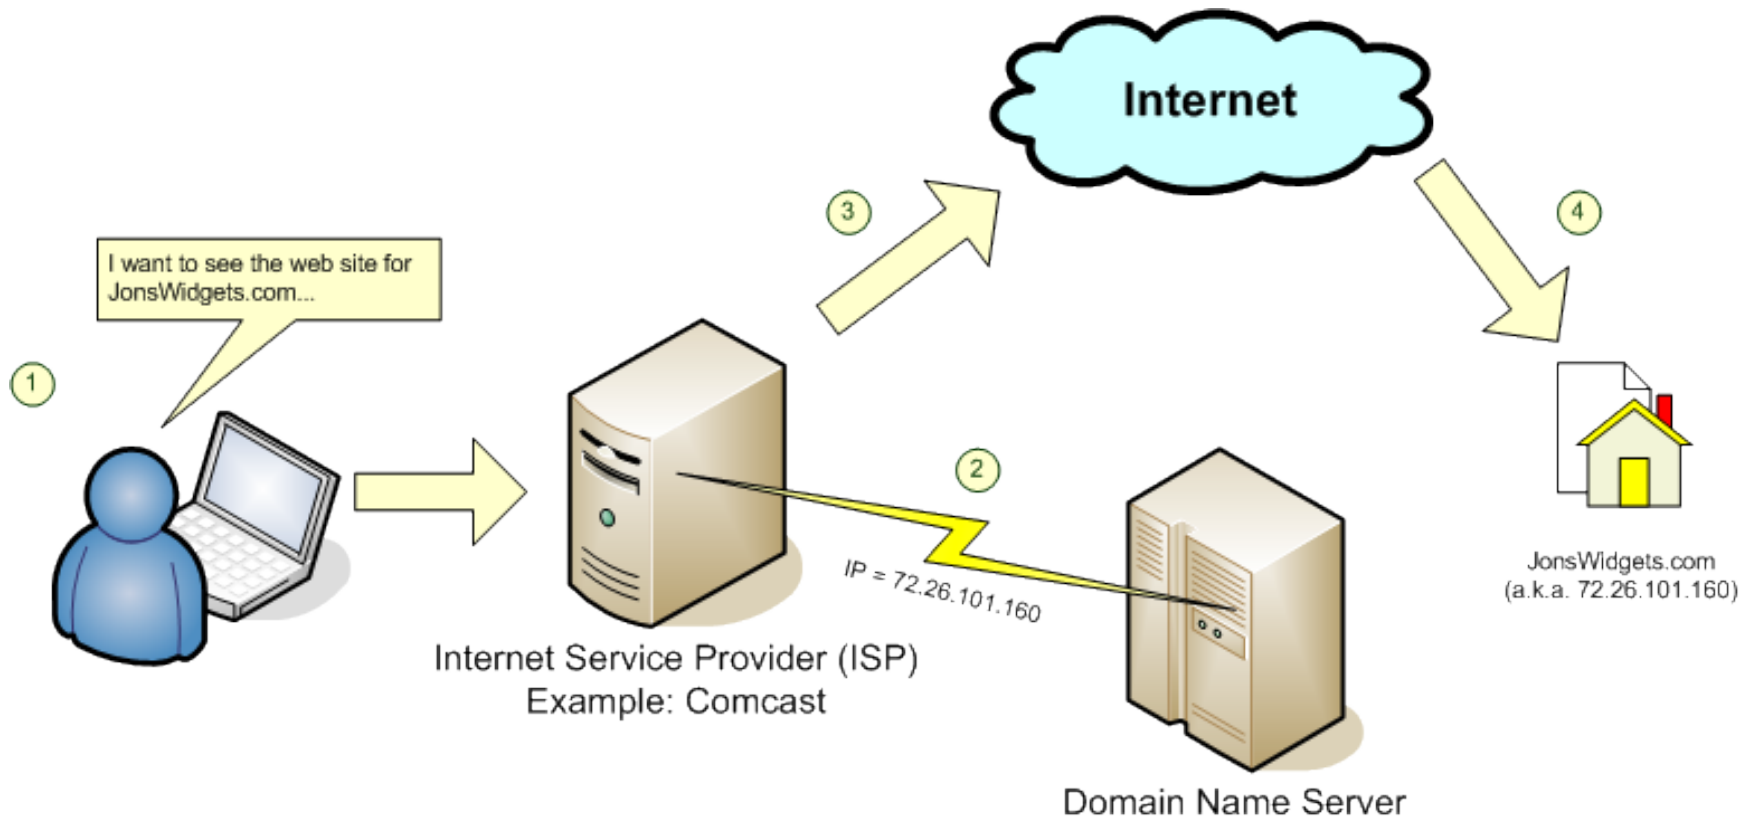 Internet
3
4
I want to see the web site for
JonsWidgets.com...
1
2
IP = 72.26.101.160
JonsWidgets.com
(a.k.a. 72.26.101.160)
Internet Service Provider (ISP)
Example: Comcast
Domain Name Server